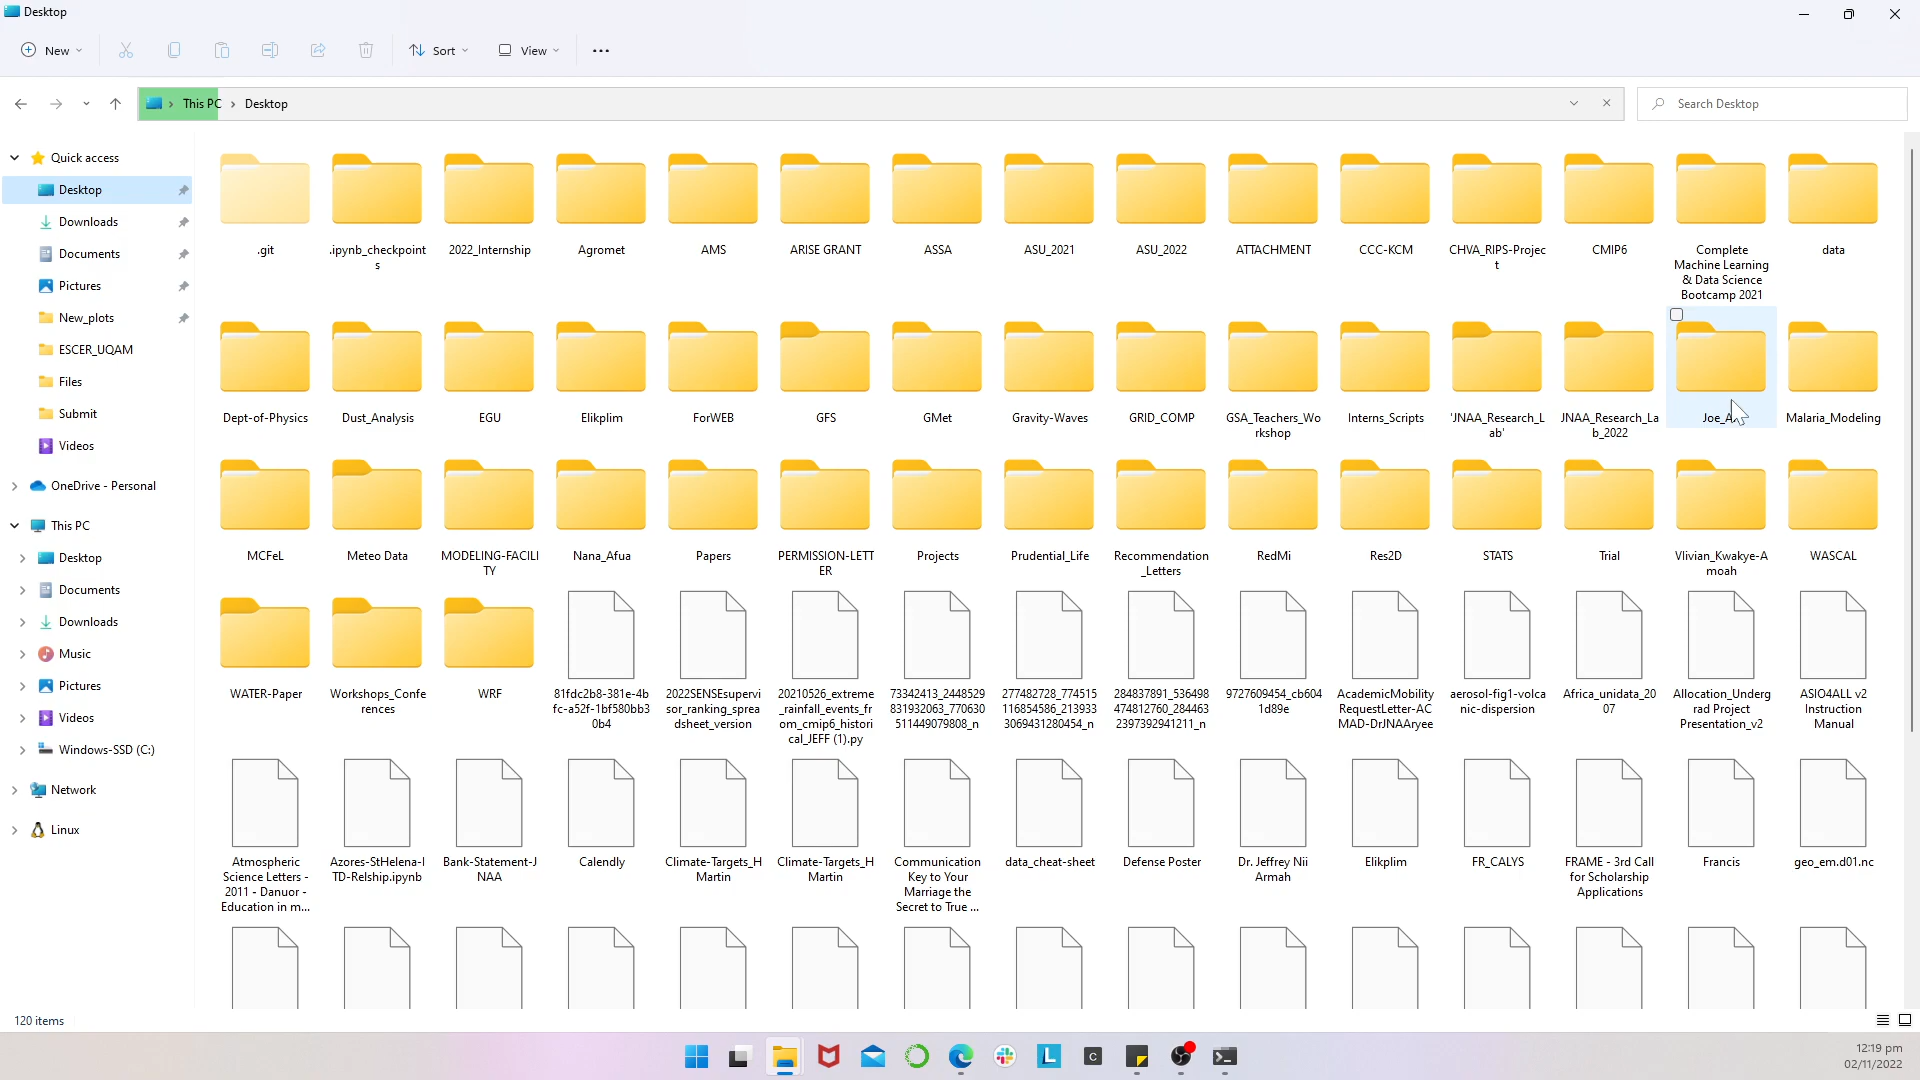 Desktop
New
Sort
View
This PC > Desktop
Search Desktop
Quick access
Desktop
Downloads
Documents
Pictures
New_plots
ESCER_UQAM
Files
Submit
Videos
OneDrive - Personal
This PC
Desktop
Documents
Downloads
Music
Pictures
Videos
Windows-SSD (C:)
Network
Linux
.git
.ipynb_checkpoint
s
2022_Internship
Agromet
AMS
ARISE GRANT
ASSA
ASU_2021
ASU_2022
ATTACHMENT
CCC-KCM
CHVA_RIPS-Projec
t
CMIP6
Complete
Machine Learning
& Data Science
Bootcamp 2021
data
Dept-of-Physics
Dust_Analysis
EGU
Elikplim
ForWEB
GFS
GMet
Gravity-Waves
GRID_COMP
GSA_Teachers_Wo
rkshop
Interns_Scripts
'JNAA_Research_L
ab'
JNAA_Research_La
b_2022
Malaria_Modeling
MCFeL
Meteo Data
MODELING-FACILI
TY
Nana_Afua
Papers
PERMISSION-LETT
ER
Projects
Prudential_Life
Recommendation
_Letters
RedMi
Res2D
STATS
Trial
VIivian_Kwakye-A
moah
WASCAL
WATER-Paper
Workshops_Confe
rences
WRF
81fdc2b8-381e-4b
fc-a52f-1bf580bb3
0b4
2022SENSEsupervi
sor_ranking_sprea
dsheet_version
20210526_extreme
_rainfall_events_fr
om_cmip6_histori
cal_JEFF (1).py
73342413_2448529
831932063_770630
511449079808_n
277482728_774515
116854586_213933
3069431280454_n
284837891_536498
474812760_284463
2397392941211_n
9727609454_cb604
1d89e
AcademicMobility
RequestLetter-AC
MAD-DrJNAAryee
aerosol-fig1-volca
nic-dispersion
Africa_unidata_20
07
Allocation_Underg
rad Project
Presentation_v2
ASIO4ALL v2
Instruction
Manual
Atmospheric
Science Letters -
2011 - Danuor -
Education in m...
Azores-StHelena-I
TD-Relship.ipynb
Bank-Statement-J
NAA
Calendly
Climate-Targets_H
Martin
Climate-Targets_H
Martin
Communication
Key to Your
Marriage the
Secret to True ...
data_cheat-sheet
Defense Poster
Dr. Jeffrey Nii
Armah
Elikplim
FR_CALYS
FRAME - 3rd Call
for Scholarship
Applications
Francis
geo_em.d01.nc
120 items
12:19 pm
02/11/2022